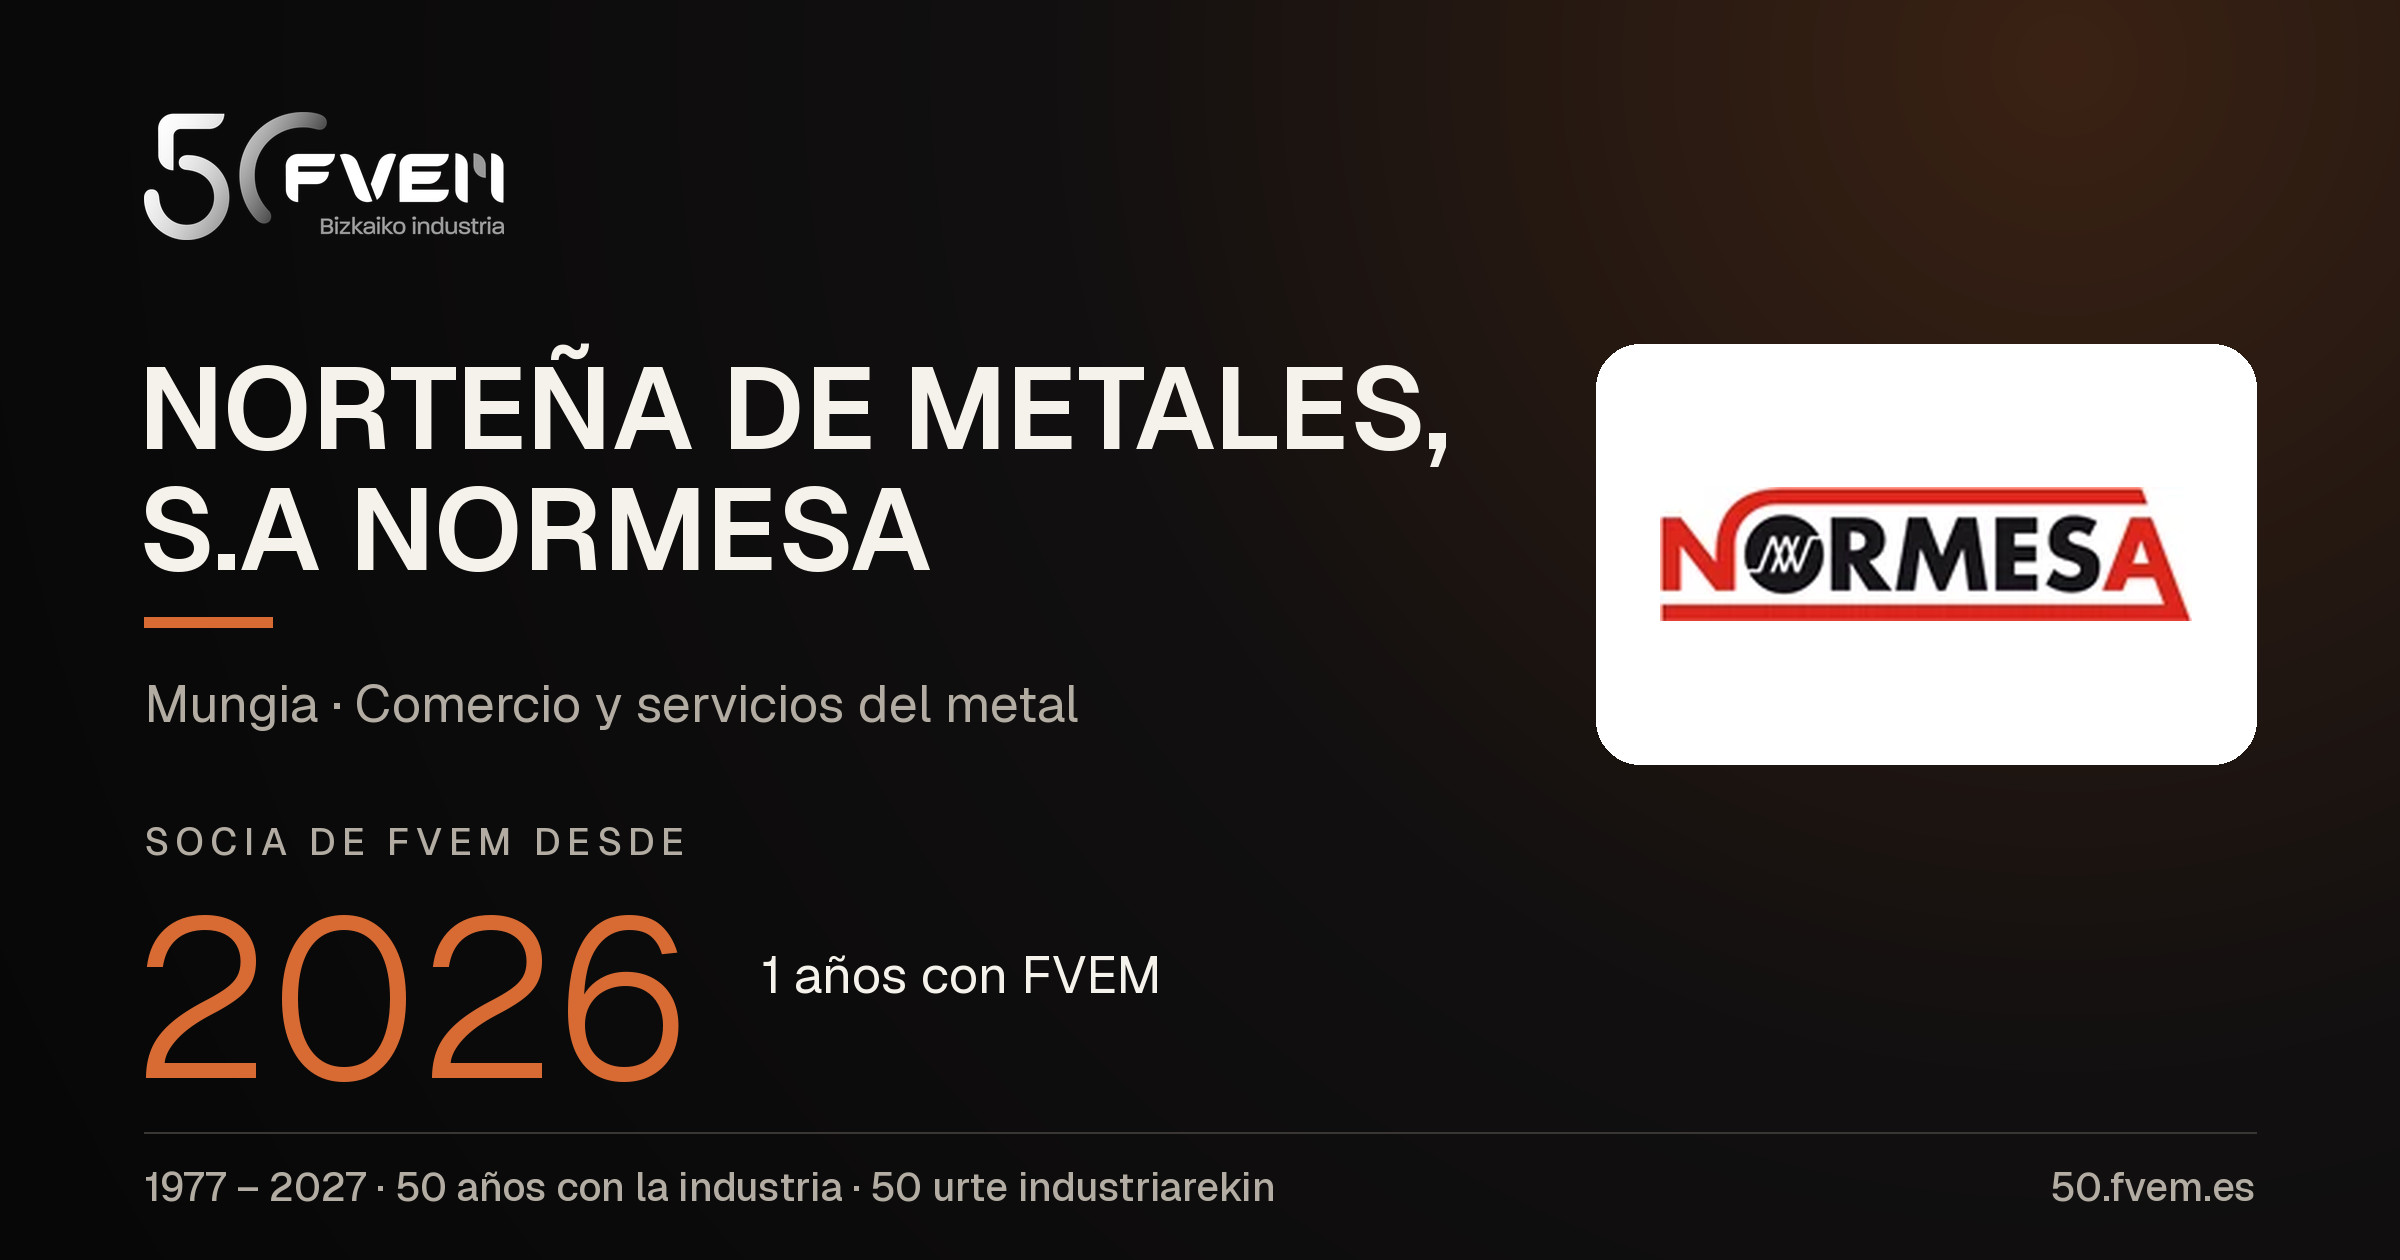 50 FVEM
Bizkaiko industria
NORTEÑA DE METALES,
S.A NORMESA
NORMESA
Mungia · Comercio y servicios del metal
SOCIA DE FVEM DESDE
2026
1 años con FVEM
1977 – 2027 · 50 años con la industria · 50 urte industriarekin
50.fvem.es